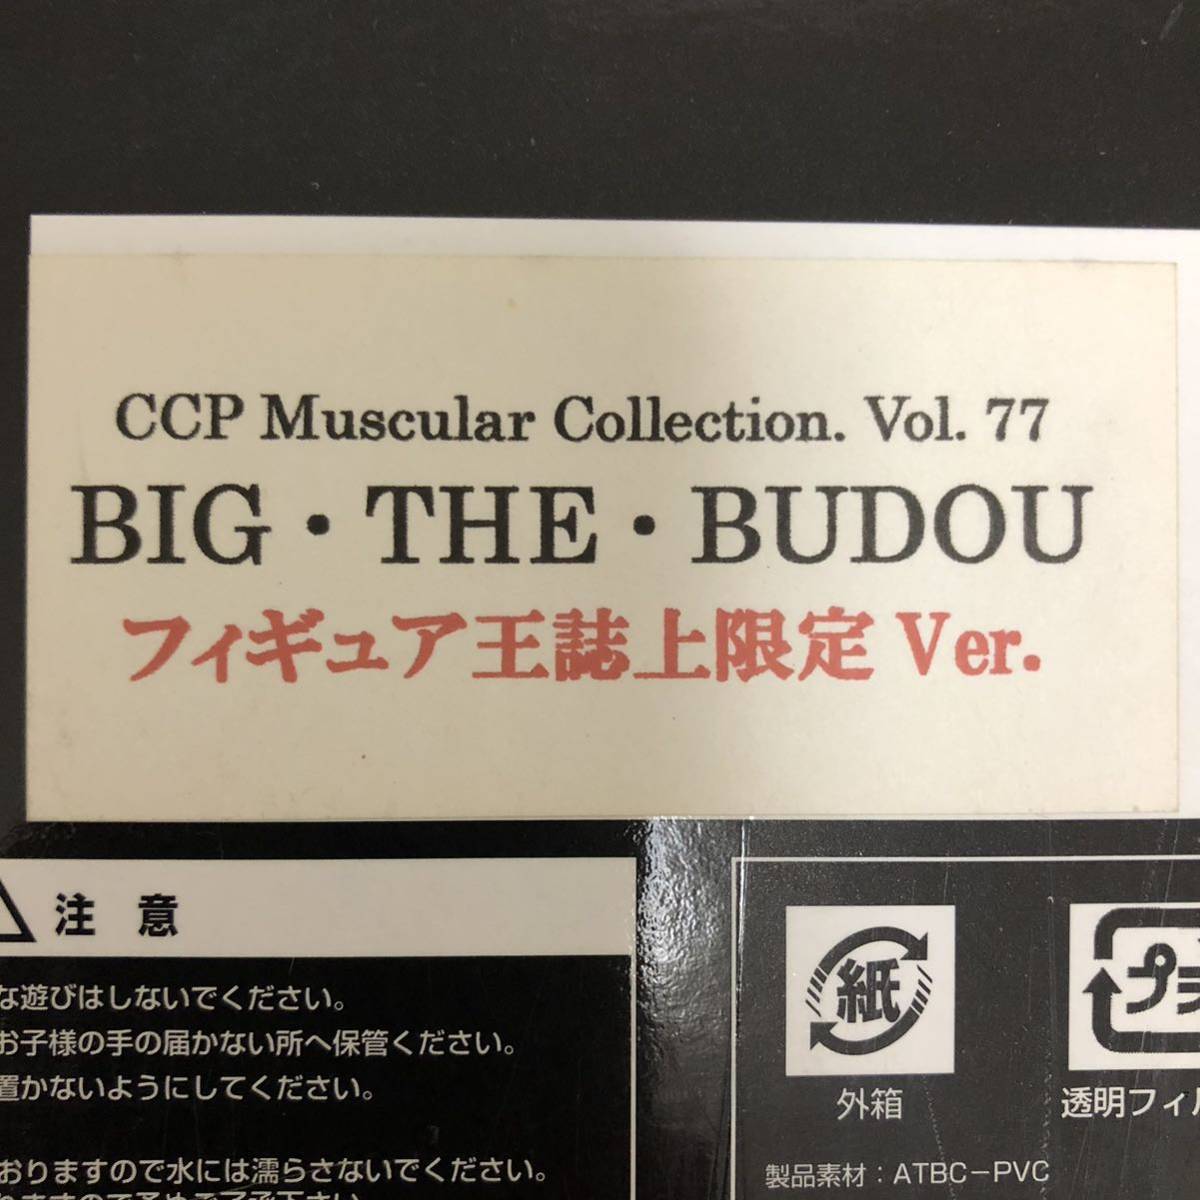 CCP Muscular Collection. Vol. 77
BIG・THE・BUDOU
フィギュア王誌上限定 Ver.
注 意
な遊びはしないでください。
お子様の手の届かない所へ保管ください。
置かないようにしてください。
おりますので水には濡らさないでください。
紙
外箱
プラ
透明フィル
製品素材：ATBC−PVC